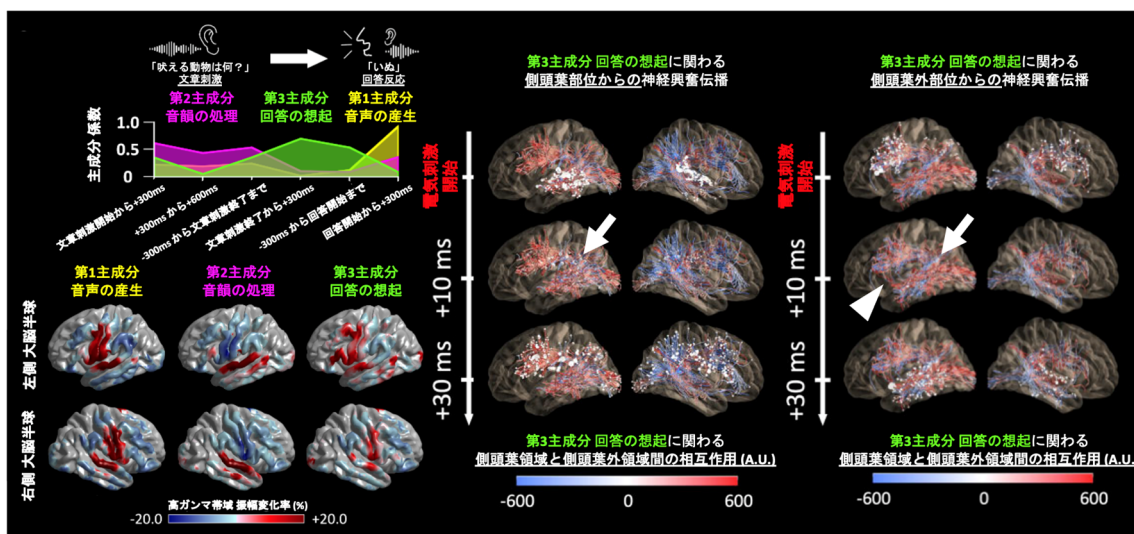 「吠える動物は何？」
文章刺激
「いぬ」
回答反応
第2主成分
音韻の処理
第3主成分
回答の想起
第1主成分
音声の産生
主成分 係数
1.0
0.5
0
文章刺激開始から+300ms
+300ms から+600ms
-300ms から文章刺激終了まで
文章刺激終了から+300ms
-300ms から回答開始まで
回答開始から+300ms
第1主成分
音声の産生
第2主成分
音韻の処理
第3主成分
回答の想起
左側 大脳半球
右側 大脳半球
高ガンマ帯域 振幅変化率 (%)
-20.0
+20.0
第3主成分 回答の想起に関わる
側頭葉部位からの神経興奮伝播
電気刺激
開始
+10 ms
+30 ms
第3主成分 回答の想起に関わる
側頭葉領域と側頭葉外領域間の相互作用 (A.U.)
-600
0
600
第3主成分 回答の想起に関わる
側頭葉外部位からの神経興奮伝播
電気刺激
開始
+10 ms
+30 ms
第3主成分 回答の想起に関わる
側頭葉領域と側頭葉外領域間の相互作用 (A.U.)
-600
0
600